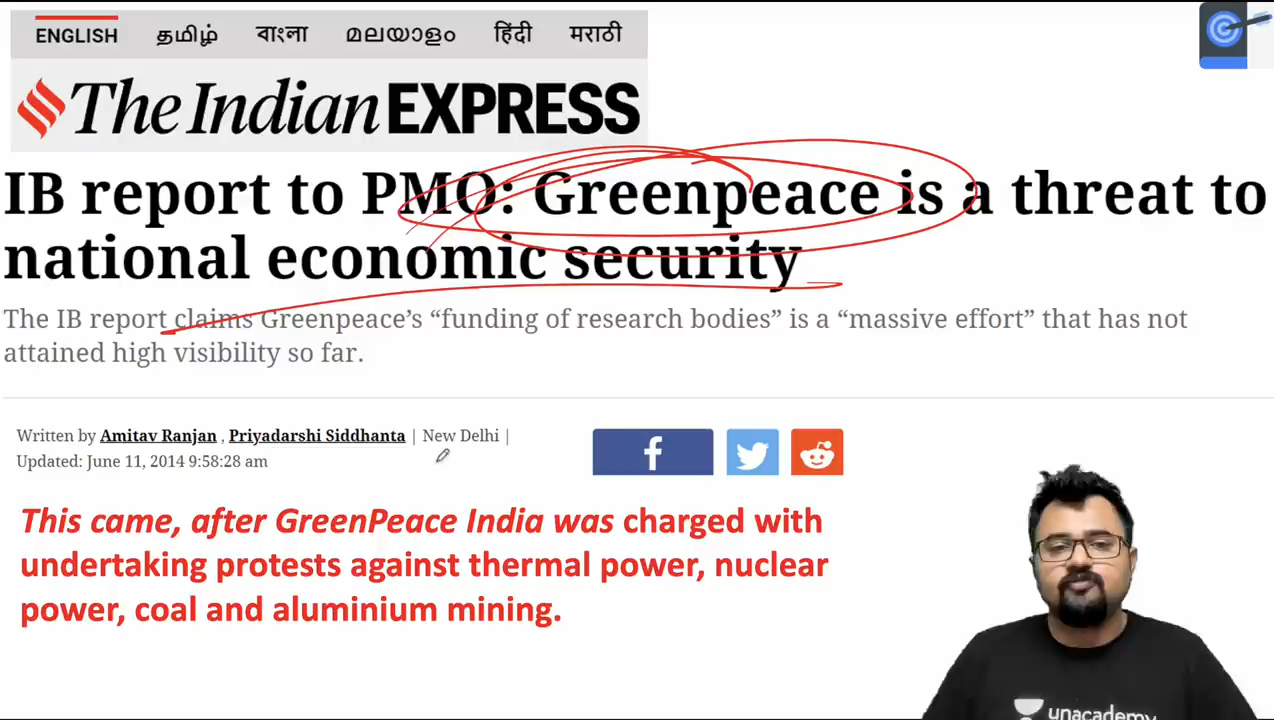 ENGLISH தமிழ் বাংলা മലയാളം हिंदी मराठी
The Indian EXPRESS
IB report to PMO: Greenpeace is a threat to
national economic security
The IB report claims Greenpeace’s “funding of research bodies” is a “massive effort” that has not
attained high visibility so far.
Written by Amitav Ranjan , Priyadarshi Siddhanta | New Delhi |
Updated: June 11, 2014 9:58:28 am
This came, after GreenPeace India was charged with
undertaking protests against thermal power, nuclear
power, coal and aluminium mining.
unacademy